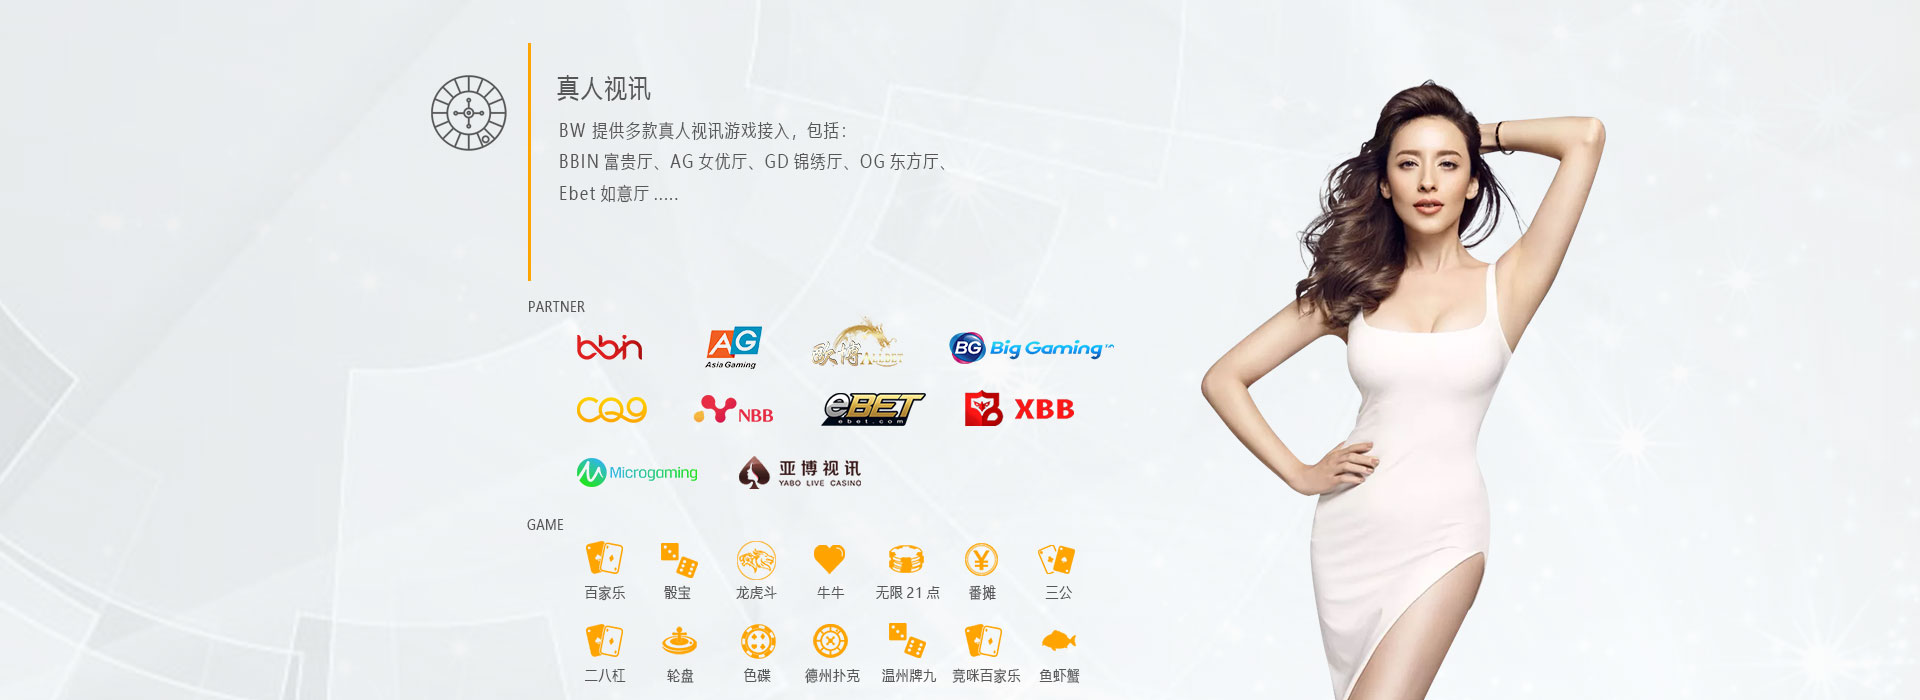 真人视讯
BW 提供多款真人视讯游戏接入，包括：
BBIN 富贵厅、AG 女优厅、GD 锦绣厅、OG 东方厅、
Ebet 如意厅 .....
PARTNER
bbin
AG
Asia Gaming
欧博 ALLBET
BG Big Gaming TM
CQ9
NBB
eBET
ebet.com
XBB
Microgaming
亚博视讯
YABO LIVE CASINO
GAME
百家乐 骰宝 龙虎斗 牛牛 无限 21 点 番摊 三公
二八杠 轮盘 色碟 德州扑克 温州牌九 竞咪百家乐 鱼虾蟹